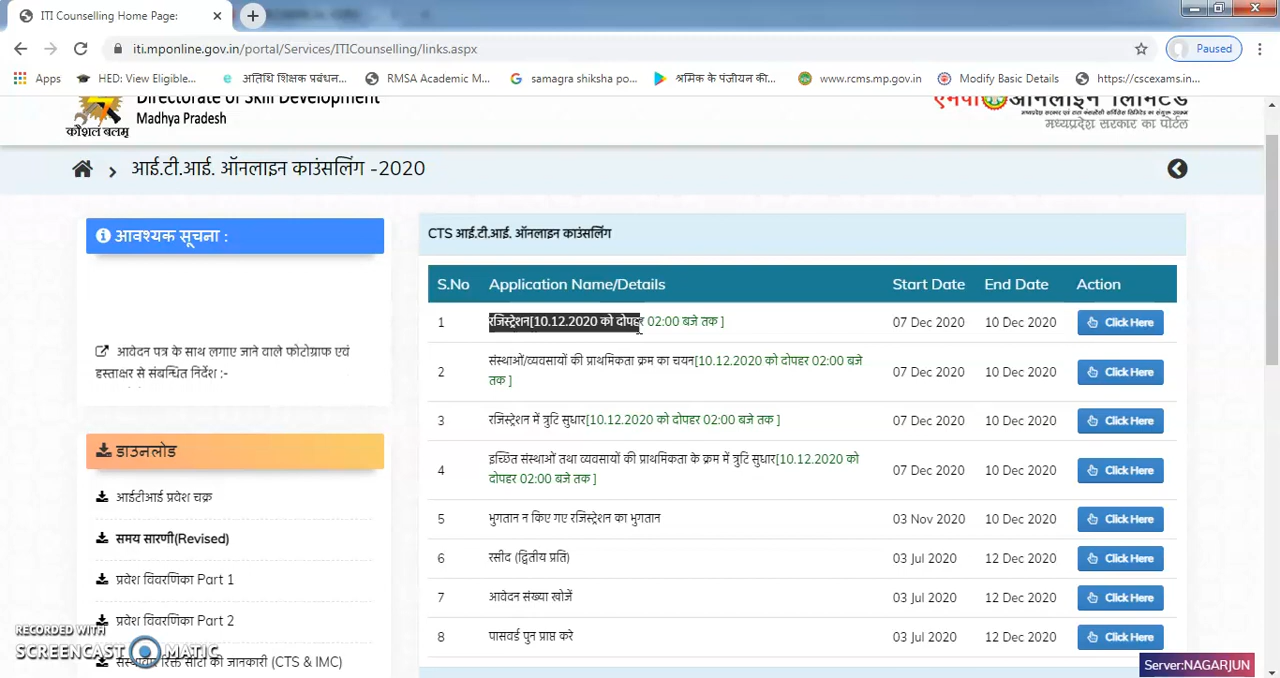 ITI Counselling Home Page:
iti.mponline.gov.in/portal/Services/ITICounselling/links.aspx
Paused
Apps
HED: View Eligible...
अतिथि शिक्षक प्रबंधन...
RMSA Academic M...
samagra shiksha po...
श्रमिक के पंजीयन की...
www.rcms.mp.gov.in
Modify Basic Details
https://cscexams.in...
Directorate of Skill Development
Madhya Pradesh
कौशलं बलम्
एमपी ऑनलाइन लिमिटेड
मध्यप्रदेश सरकार का पोर्टल
आई.टी.आई. ऑनलाइन काउंसलिंग -2020
आवश्यक सूचना :
आवेदन पत्र के साथ लगाए जाने वाले फोटोग्राफ एवं
हस्ताक्षर से संबन्धित निर्देश :-
डाउनलोड
आईटीआई प्रवेश चक्र
समय सारणी(Revised)
प्रवेश विवरणिका Part 1
प्रवेश विवरणिका Part 2
संस्थावार रिक्त सीटों की जानकारी (CTS & IMC)
CTS आई.टी.आई. ऑनलाइन काउंसलिंग
S.No Application Name/Details Start Date End Date Action
1 रजिस्ट्रेशन[10.12.2020 को दोपहर 02:00 बजे तक ] 07 Dec 2020 10 Dec 2020 Click Here
2 संस्थाओं/व्यवसायों की प्राथमिकता क्रम का चयन[10.12.2020 को दोपहर 02:00 बजे
तक ] 07 Dec 2020 10 Dec 2020 Click Here
3 रजिस्ट्रेशन में त्रुटि सुधार[10.12.2020 को दोपहर 02:00 बजे तक ] 07 Dec 2020 10 Dec 2020 Click Here
4 इच्छित संस्थाओं तथा व्यवसायों की प्राथमिकता के क्रम में त्रुटि सुधार[10.12.2020 को
दोपहर 02:00 बजे तक ] 07 Dec 2020 10 Dec 2020 Click Here
5 भुगतान न किए गए रजिस्ट्रेशन का भुगतान 03 Nov 2020 10 Dec 2020 Click Here
6 रसीद (द्वितीय प्रति) 03 Jul 2020 12 Dec 2020 Click Here
7 आवेदन संख्या खोजें 03 Jul 2020 12 Dec 2020 Click Here
8 पासवर्ड पुन प्राप्त करे 03 Jul 2020 12 Dec 2020 Click Here
RECORDED WITH
SCREENCAST MATIC
Server:NAGARJUN